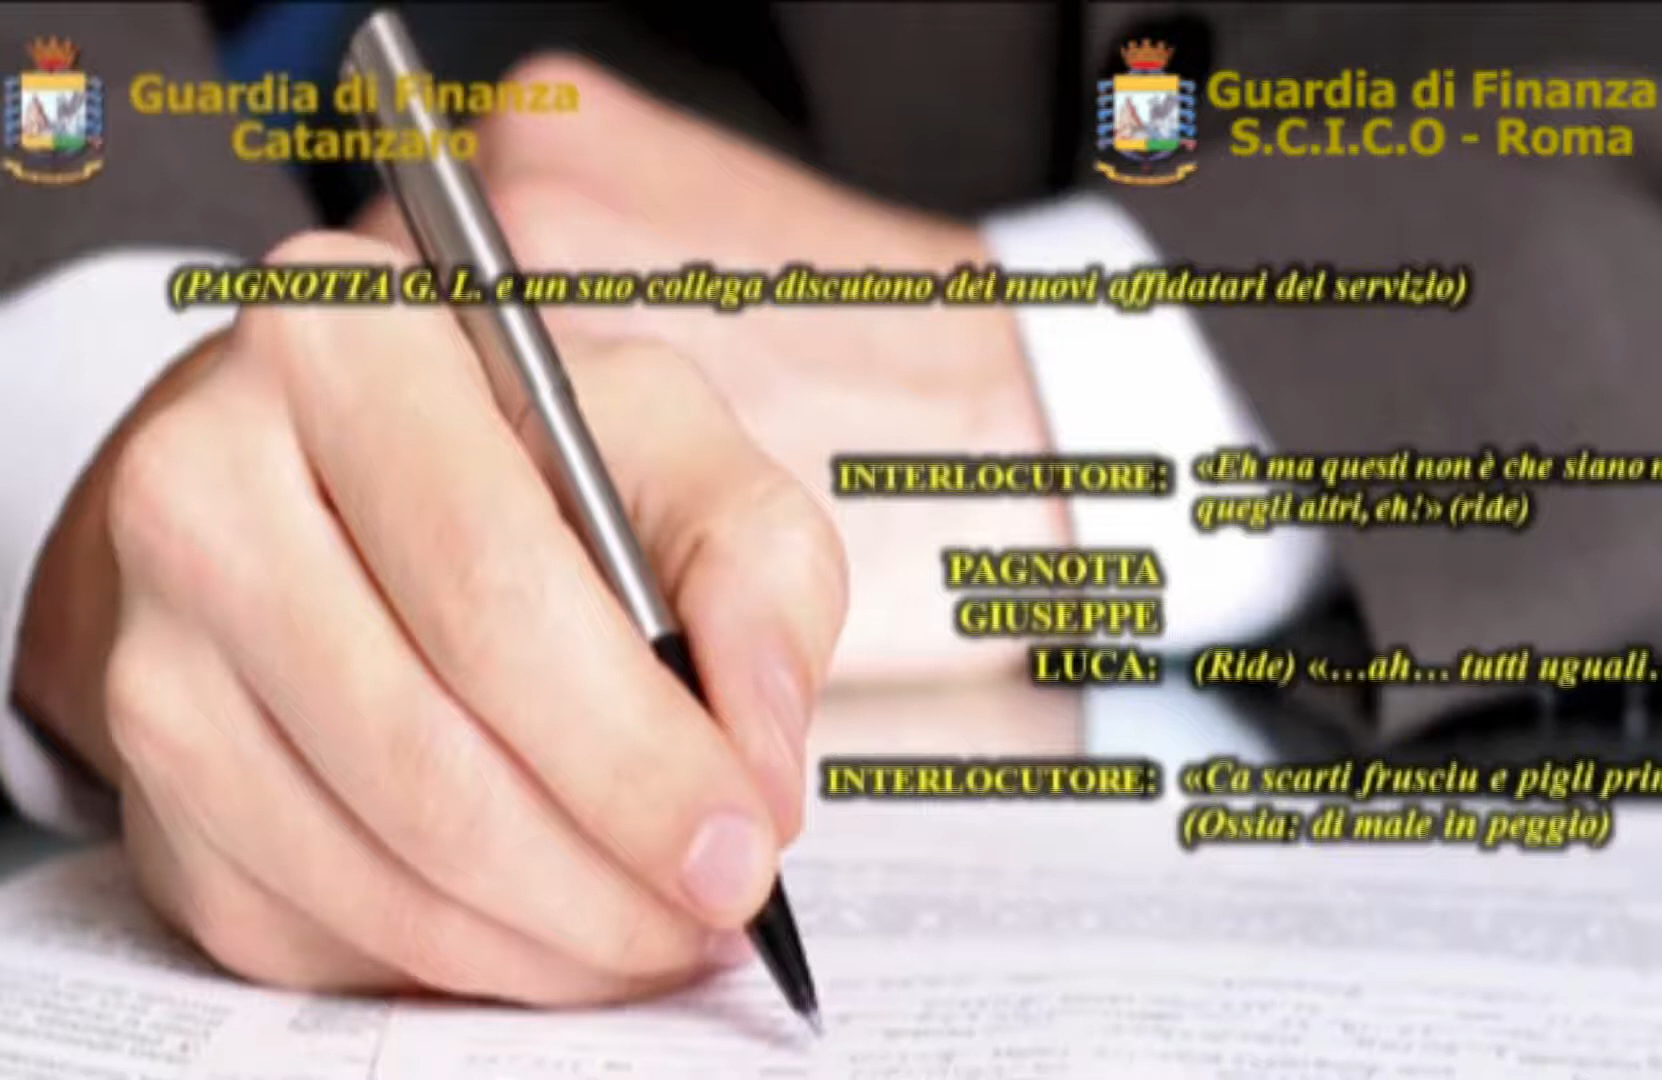 Guardia di Finanza
Catanzaro
Guardia di Finanza
S.C.I.C.O - Roma
(PAGNOTTA G. L. e un suo collega discutono dei nuovi affidatari del servizio)
INTERLOCUTORE: «Eh ma questi non è che siano
quegli altri, eh!» (ride)
PAGNOTTA
GIUSEPPE
LUCA: (Ride) «...ah... tutti uguali.
INTERLOCUTORE: «Ca scarti frusciu e pigli
(Ossia: di male in peggio)